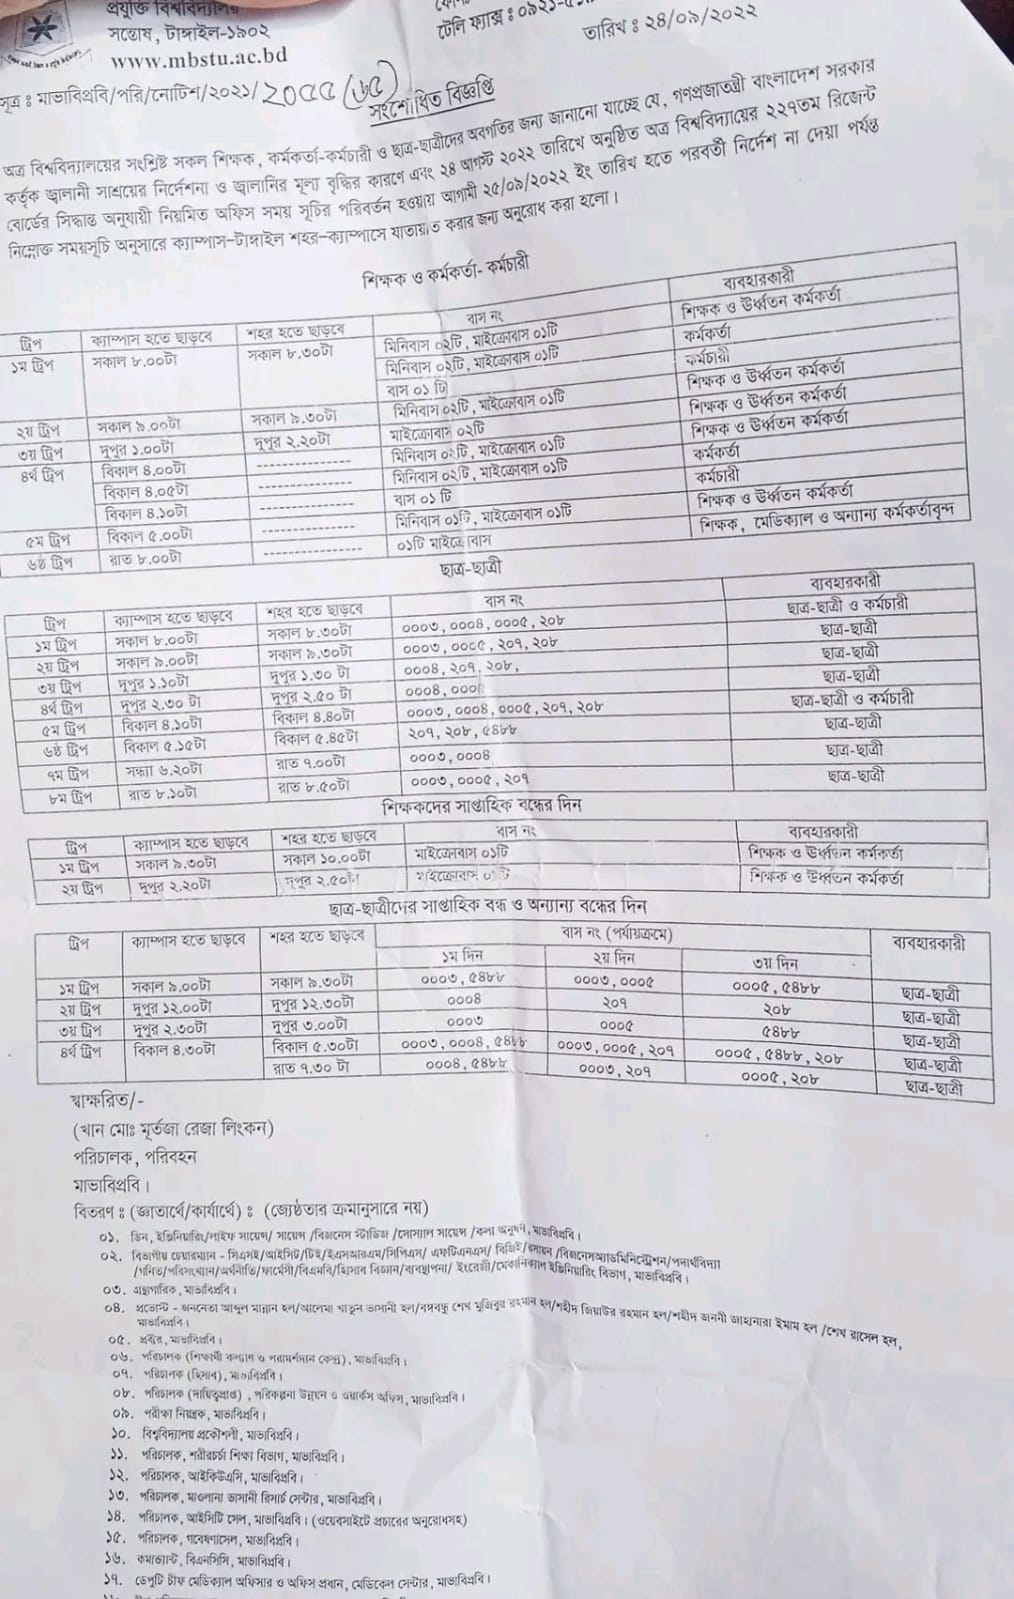 প্রযুক্তি বিশ্ববিদ্যালয়
সন্তোষ, টাঙ্গাইল-১৯০২
www.mbstu.ac.bd
টেলি ফ্যাক্স : ০৯২১-
তারিখ : ২৪/০৯/২০২২
সূত্র : মাভাবিপ্রবি/পরি/নোটিশ/২০২১/২০৫৫(৬৫)
সংশোধিত বিজ্ঞপ্তি
অত্র বিশ্ববিদ্যালয়ের সংশ্লিষ্ট সকল শিক্ষক, কর্মকর্তা-কর্মচারী ও ছাত্র-ছাত্রীদের অবগতির জন্য জানানো যাচ্ছে যে, গণপ্রজাতন্ত্রী বাংলাদেশ সরকার
কর্তৃক জ্বালানী সাশ্রয়ের নির্দেশনা ও জ্বালানির মূল্য বৃদ্ধির কারণে এবং ২৪ আগস্ট ২০২২ তারিখে অনুষ্ঠিত অত্র বিশ্ববিদ্যায়ের ২২৭তম রিজেন্ট
বোর্ডের সিদ্ধান্ত অনুযায়ী নিয়মিত অফিস সময় সূচির পরিবর্তন হওয়ায় আগামী ২৫/০৯/২০২২ ইং তারিখ হতে পরবর্তী নির্দেশ না দেয়া পর্যন্ত
নিম্নোক্ত সময়সূচি অনুসারে ক্যাম্পাস-টাঙ্গাইল শহর-ক্যাম্পাসে যাতায়াত করার জন্য অনুরোধ করা হলো।
শিক্ষক ও কর্মকর্তা- কর্মচারী
ট্রিপ ক্যাম্পাস হতে ছাড়বে শহর হতে ছাড়বে বাস নং ব্যবহারকারী
১ম ট্রিপ সকাল ৮.০০টা সকাল ৮.৩০টা মিনিবাস ০২টি, মাইক্রোবাস ০১টি শিক্ষক ও উর্ধ্বতন কর্মকর্তা
মিনিবাস ০২টি, মাইক্রোবাস ০১টি কর্মকর্তা
বাস ০১ টি কর্মচারী
২য় ট্রিপ সকাল ৯.০০টা সকাল ৯.৩০টা মিনিবাস ০২টি, মাইক্রোবাস ০১টি শিক্ষক ও উর্ধ্বতন কর্মকর্তা
৩য় ট্রিপ দুপুর ১.০০টা দুপুর ২.২০টা মাইক্রোবাস ০২টি শিক্ষক ও উর্ধ্বতন কর্মকর্তা
৪র্থ ট্রিপ বিকাল ৪.০০টা -------------- মিনিবাস ০২টি, মাইক্রোবাস ০১টি শিক্ষক ও উর্ধ্বতন কর্মকর্তা
বিকাল ৪.০৫টা -------------- মিনিবাস ০২টি, মাইক্রোবাস ০১টি কর্মকর্তা
বিকাল ৪.১০টা -------------- বাস ০১ টি কর্মচারী
৫ম ট্রিপ বিকাল ৫.০০টা -------------- মিনিবাস ০১টি, মাইক্রোবাস ০১টি শিক্ষক ও উর্ধ্বতন কর্মকর্তা
৬ষ্ঠ ট্রিপ রাত ৮.০০টা -------------- ০১টি মাইক্রোবাস শিক্ষক, মেডিক্যাল ও অন্যান্য কর্মকর্তাবৃন্দ
ছাত্র-ছাত্রী
ট্রিপ ক্যাম্পাস হতে ছাড়বে শহর হতে ছাড়বে বাস নং ব্যবহারকারী
১ম ট্রিপ সকাল ৮.০০টা সকাল ৮.৩০টা ০০০৩, ০০০৪, ০০০৫, ২০৮ ছাত্র-ছাত্রী ও কর্মচারী
২য় ট্রিপ সকাল ৯.০০টা সকাল ৯.৩০টা ০০০৩, ০০০৫, ২০৭, ২০৮ ছাত্র-ছাত্রী
৩য় ট্রিপ দুপুর ১.১০টা দুপুর ১.৩০ টা ০০০৪, ২০৭, ২০৮, ছাত্র-ছাত্রী
৪র্থ ট্রিপ দুপুর ২.৩০ টা দুপুর ২.৫০ টা ০০০৪, ছাত্র-ছাত্রী
৫ম ট্রিপ বিকাল ৪.১০টা বিকাল ৪.৪০টা ০০০৩, ০০০৪, ০০০৫, ২০৭, ২০৮ ছাত্র-ছাত্রী ও কর্মচারী
৬ষ্ঠ ট্রিপ বিকাল ৫.১৫টা বিকাল ৫.৪৫টা ২০৭, ২০৮, ৫৪৮৮ ছাত্র-ছাত্রী
৭ম ট্রিপ সন্ধ্যা ৬.২০টা রাত ৭.০০টা ০০০৩, ০০০৪ ছাত্র-ছাত্রী
৮ম ট্রিপ রাত ৮.১০টা রাত ৮.৫০টা ০০০৩, ০০০৫, ২০৭ ছাত্র-ছাত্রী
শিক্ষকদের সাপ্তাহিক বন্ধের দিন
ট্রিপ ক্যাম্পাস হতে ছাড়বে শহর হতে ছাড়বে বাস নং ব্যবহারকারী
১ম ট্রিপ সকাল ৯.৩০টা সকাল ১০.০০টা মাইক্রোবাস ০১টি শিক্ষক ও উর্ধ্বতন কর্মকর্তা
২য় ট্রিপ দুপুর ২.২০টা দুপুর ২.৫০টা মাইক্রোবাস ০১টি শিক্ষক ও উর্ধ্বতন কর্মকর্তা
ছাত্র-ছাত্রীদের সাপ্তাহিক বন্ধ ও অন্যান্য বন্ধের দিন
ট্রিপ ক্যাম্পাস হতে ছাড়বে শহর হতে ছাড়বে বাস নং (পর্যায়ক্রমে) ব্যবহারকারী
১ম দিন ২য় দিন ৩য় দিন
১ম ট্রিপ সকাল ৯.০০টা সকাল ৯.৩০টা ০০০৩, ৫৪৮৮ ০০০৩, ০০০৫ ০০০৫, ৫৪৮৮ ছাত্র-ছাত্রী
২য় ট্রিপ দুপুর ১২.০০টা দুপুর ১২.৩০টা ০০০৪ ২০৭ ২০৮ ছাত্র-ছাত্রী
৩য় ট্রিপ দুপুর ২.৩০টা দুপুর ৩.০০টা ০০০৩ ০০০৫ ৫৪৮৮ ছাত্র-ছাত্রী
৪র্থ ট্রিপ বিকাল ৪.৩০টা বিকাল ৫.৩০টা ০০০৩, ০০০৪, ৫৪৮৮ ০০০৩, ০০০৫, ২০৭ ০০০৫, ৫৪৮৮, ২০৮ ছাত্র-ছাত্রী
রাত ৭.৩০ টা ০০০৪, ৫৪৮৮ ০০০৩, ২০৭ ০০০৫, ২০৮ ছাত্র-ছাত্রী
স্বাক্ষরিত/-
(খান মোঃ মূর্তজা রেজা লিংকন)
পরিচালক, পরিবহন
মাভাবিপ্রবি।
বিতরণ : (জ্ঞাতার্থে/কার্যার্থে) : (জ্যেষ্ঠতার ক্রমানুসারে নয়)
০১. ডিন, ইঞ্জিনিয়ারিং/লাইফ সায়েন্স/ সায়েন্স /বিজনেস স্টাডিজ /সোস্যাল সায়েন্স /কলা অনুষদ, মাভাবিপ্রবি।
০২. বিভাগীয় চেয়ারম্যান - সিএসই/আইসিটি/টিই/ইএসআরএম/সিপিএস/ এফটিএনএস/ বিজিই/রসায়ন /বিজনেসঅ্যাডমিনিস্ট্রেশন/পদার্থবিদ্যা
/গনিত/পরিসংখ্যান/অর্থনীতি/ফার্মেসী/বিএমবি/হিসাব বিজ্ঞান/ব্যবস্থাপনা/ ইংরেজী/মেকানিক্যাল ইঞ্জিনিয়ারিং বিভাগ, মাভাবিপ্রবি।
০৩. গ্রন্থাগারিক, মাভাবিপ্রবি।
০৪. প্রভোস্ট - জননেতা আব্দুল মান্নান হল/আলেমা খাতুন ভাসানী হল/বঙ্গবন্ধু শেখ মুজিবুর রহমান হল/শহীদ জিয়াউর রহমান হল/শহীদ জননী জাহানারা ইমাম হল /শেখ রাসেল হল,
মাভাবিপ্রবি।
০৫. প্রক্টর, মাভাবিপ্রবি।
০৬. পরিচালক (শিক্ষার্থী কল্যাণ ও পরামর্শদান কেন্দ্র), মাভাবিপ্রবি।
০৭. পরিচালক (হিসাব), মাভাবিপ্রবি।
০৮. পরিচালক (দায়িত্বপ্রাপ্ত) , পরিকল্পনা উন্নয়ন ও ওয়ার্কস অফিস, মাভাবিপ্রবি।
০৯. পরীক্ষা নিয়ন্ত্রক, মাভাবিপ্রবি।
১০. বিশ্ববিদ্যালয় প্রকৌশলী, মাভাবিপ্রবি।
১১. পরিচালক, শরীরচর্চা শিক্ষা বিভাগ, মাভাবিপ্রবি।
১২. পরিচালক, আইকিউএসি, মাভাবিপ্রবি।
১৩. পরিচালক, মাওলানা ভাসানী রিসার্চ সেন্টার, মাভাবিপ্রবি।
১৪. পরিচালক, আইসিটি সেল, মাভাবিপ্রবি। (ওয়েবসাইটে প্রচারের অনুরোধসহ)
১৫. পরিচালক, গবেষণাসেল, মাভাবিপ্রবি।
১৬. কমান্ড্যান্ট, বিএনসিসি, মাভাবিপ্রবি।
১৭. ডেপুটি চীফ মেডিক্যাল অফিসার ও অফিস প্রধান, মেডিকেল সেন্টার, মাভাবিপ্রবি।